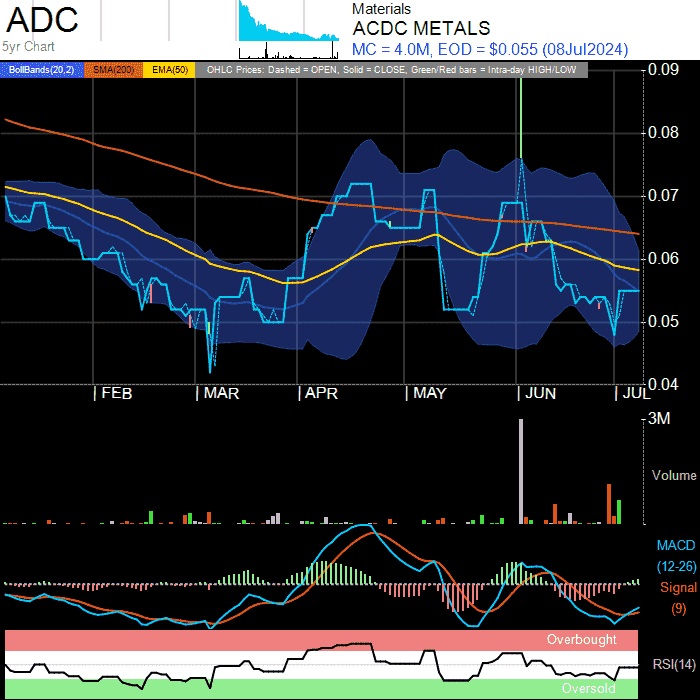 ADC
5yr Chart
Materials
ACDC METALS
MC = 4.0M, EOD = $0.055 (08Jul2024)
BollBands(20,2) SMA(200) EMA(50) OHLC Prices: Dashed = OPEN, Solid = CLOSE, Green/Red bars = Intra-day HIGH/LOW
0.09
0.08
0.07
0.06
0.05
0.04
| FEB | MAR | APR | MAY | JUN | JUL
3M
Volume
MACD
(12-26)
Signal
(9)
Overbought
RSI(14)
Oversold